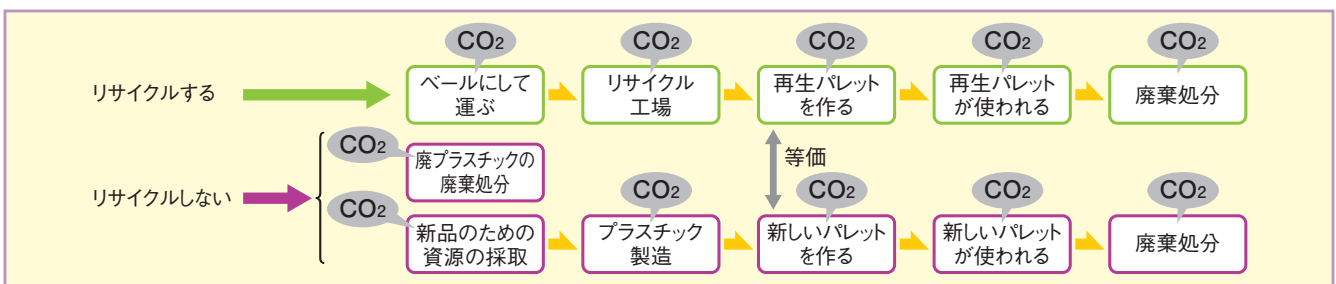 CO2
CO2
CO2
CO2
CO2
リサイクルする
ベールにして
運ぶ
リサイクル
工場
再生パレット
を作る
再生パレット
が使われる
廃棄処分
CO2
廃プラスチックの
廃棄処分
等価
リサイクルしない
CO2
CO2
CO2
CO2
CO2
新品のための
資源の採取
プラスチック
製造
新しいパレット
を作る
新しいパレット
が使われる
廃棄処分